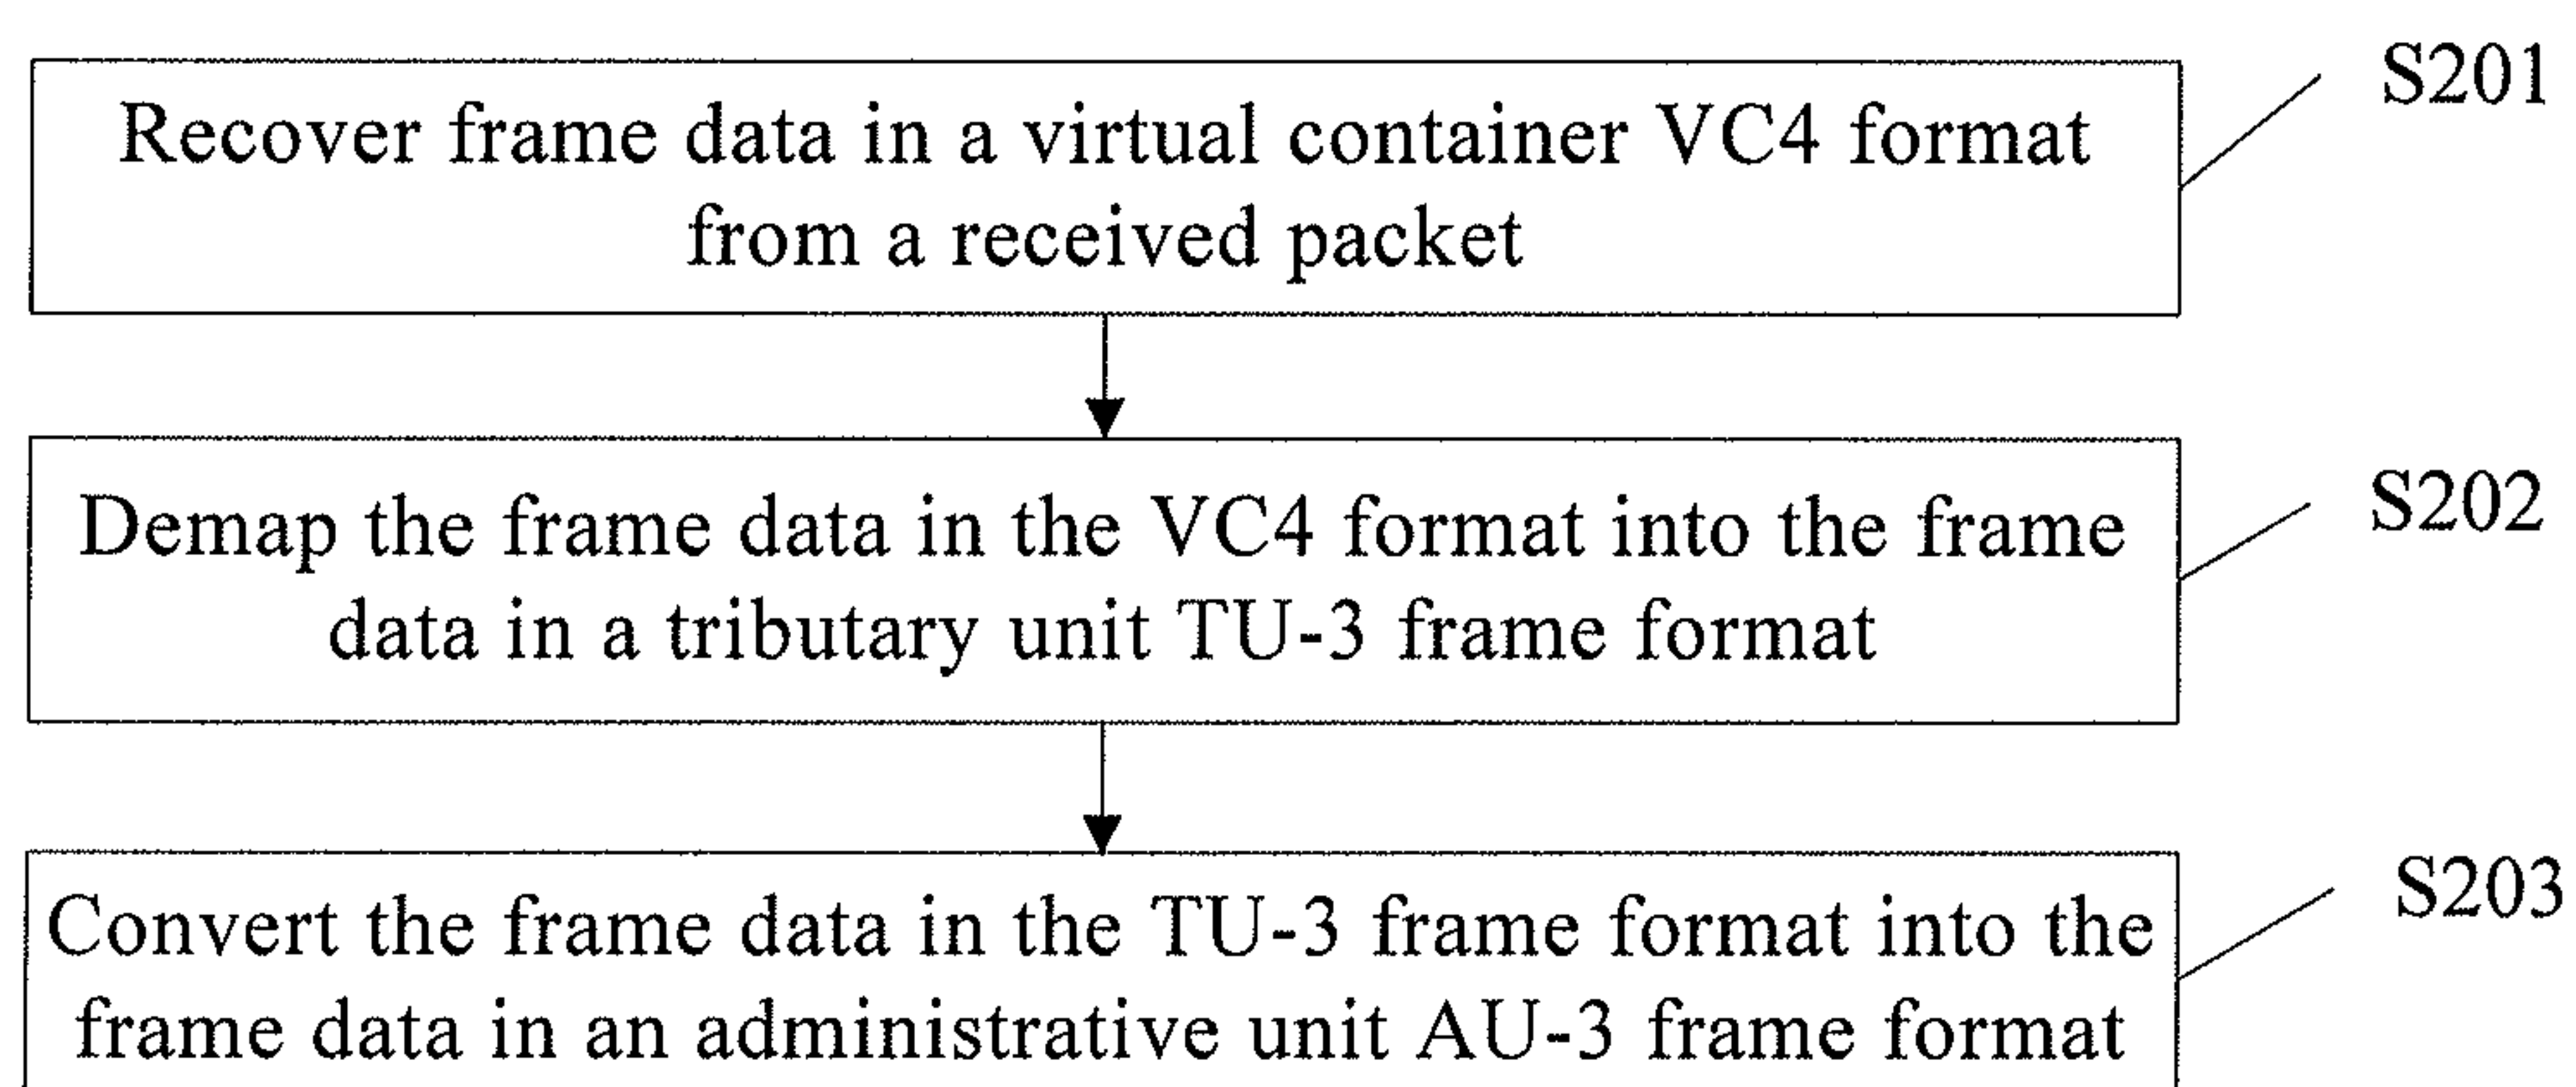 S201
Recover frame data in a virtual container VC4 format
from a received packet
S202
Demap the frame data in the VC4 format into the frame
data in a tributary unit TU-3 frame format
S203
Convert the frame data in the TU-3 frame format into the
frame data in an administrative unit AU-3 frame format